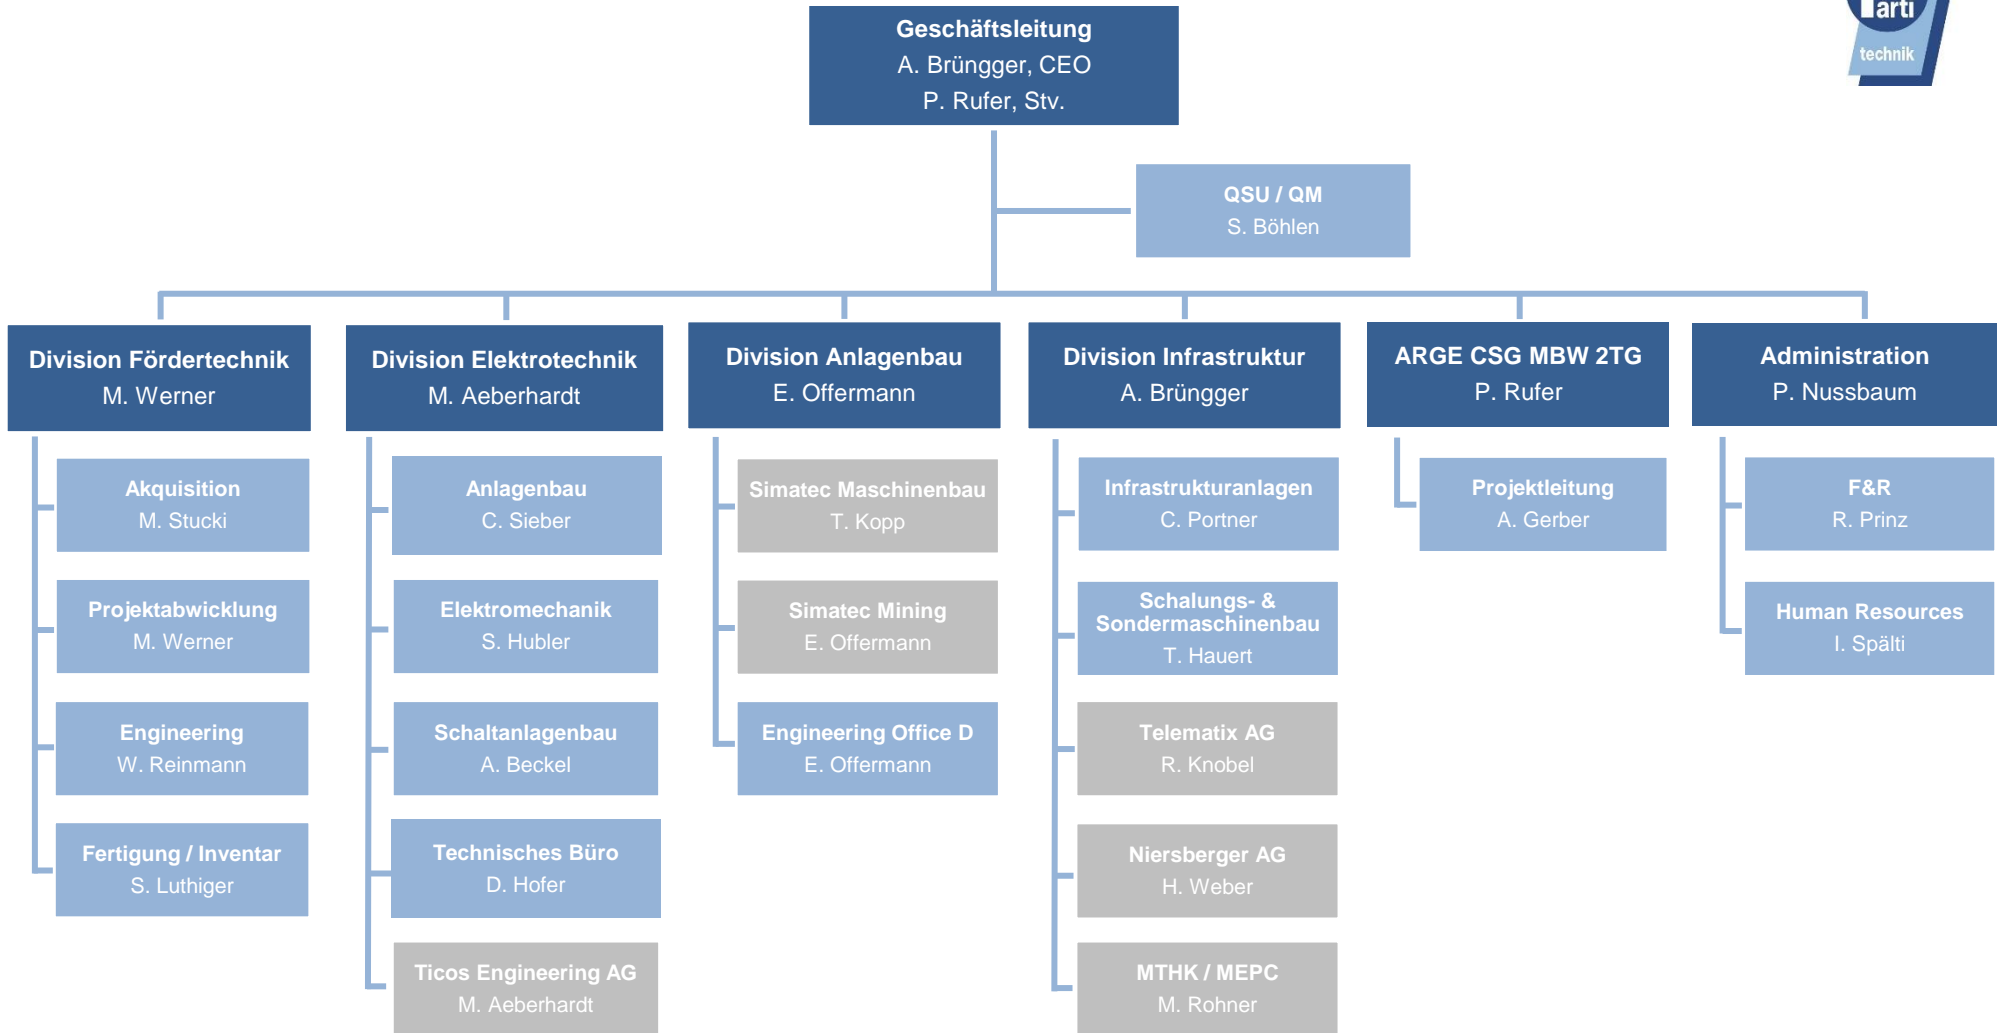 arti
technik
Geschäftsleitung
A. Brüngger, CEO
P. Rufer, Stv.
QSU / QM
S. Böhlen
Division Fördertechnik
M. Werner
Akquisition
M. Stucki
Projektabwicklung
M. Werner
Engineering
W. Reinmann
Fertigung / Inventar
S. Luthiger
Division Elektrotechnik
M. Aeberhardt
Anlagenbau
C. Sieber
Elektromechanik
S. Hubler
Schaltanlagenbau
A. Beckel
Technisches Büro
D. Hofer
Ticos Engineering AG
M. Aeberhardt
Division Anlagenbau
E. Offermann
Simatec Maschinenbau
T. Kopp
Simatec Mining
E. Offermann
Engineering Office D
E. Offermann
Division Infrastruktur
A. Brüngger
Infrastrukturanlagen
C. Portner
Schalungs- &
Sondermaschinenbau
T. Hauert
Telematix AG
R. Knobel
Niersberger AG
H. Weber
MTHK / MEPC
M. Rohner
ARGE CSG MBW 2TG
P. Rufer
Projektleitung
A. Gerber
Administration
P. Nussbaum
F&R
R. Prinz
Human Resources
I. Spälti